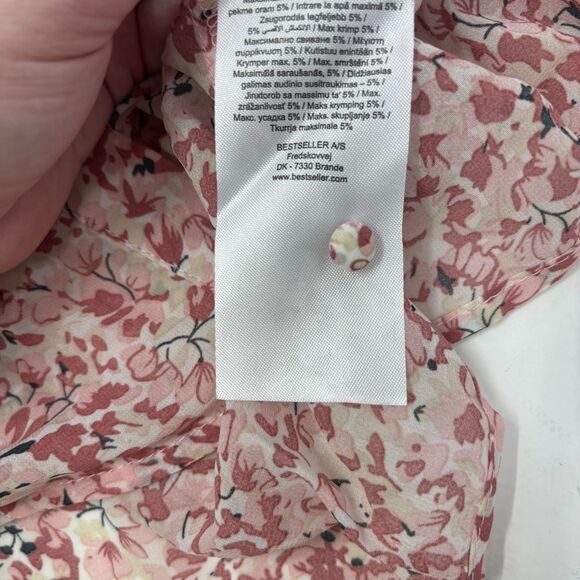 pekme oranı 5% / Intrare la apă maximă 5% /
Zsugorodás legfeljebb 5% /
5% الانكماش الأقصى / Max krimp 5% /
Максимално свиване 5% / Μέγιστη
συρρίκνωση 5% / Kutistuu enintään 5% /
Krymper max. 5% / Max. smrštění 5% /
Maksimālā saraušanās, 5% / Didžiausias
galimas audinio susitraukimas – 5% /
Jinxtorob sa massimu ta' 5% / Max.
zrážanlivosť 5% / Maks krymping 5% /
Макс. усадка 5% / Maks. skupljanje 5% /
Tkurrja maksimale 5%
BESTSELLER A/S
Fredskovvej
DK - 7330 Brande
www.bestseller.com